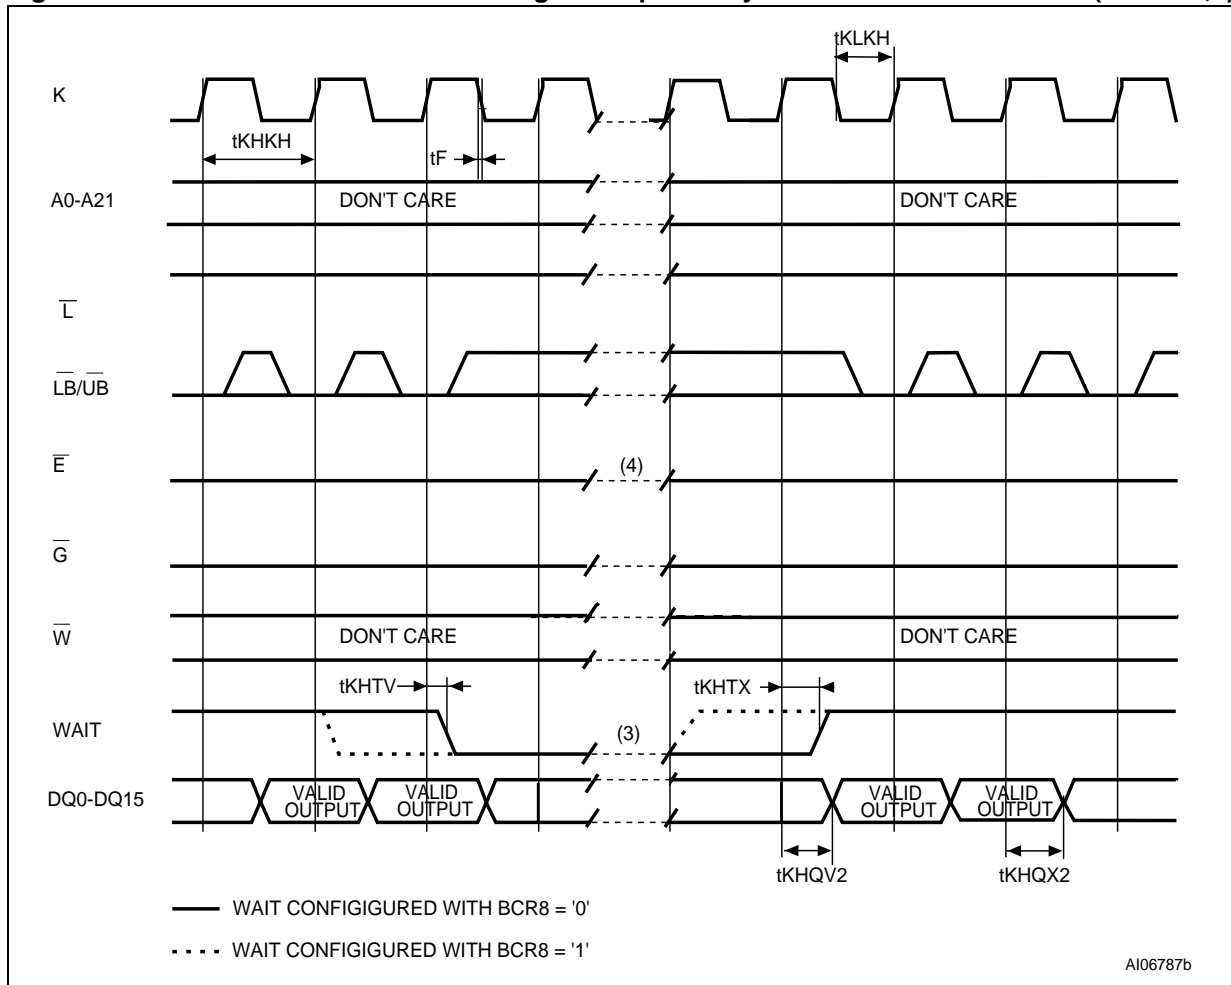 tKLKH
K
tKHKH
tF
A0-A21
DON'T CARE
DON'T CARE
L
LB/UB
E
(4)
G
W
DON'T CARE
DON'T CARE
tKHTV
tKHTX
WAIT
(3)
DQ0-DQ15
VALID
OUTPUT
VALID
OUTPUT
VALID
OUTPUT
VALID
OUTPUT
tKHQV2
tKHQX2
WAIT CONFIGIGURED WITH BCR8 = '0'
WAIT CONFIGIGURED WITH BCR8 = '1'
AI06787b